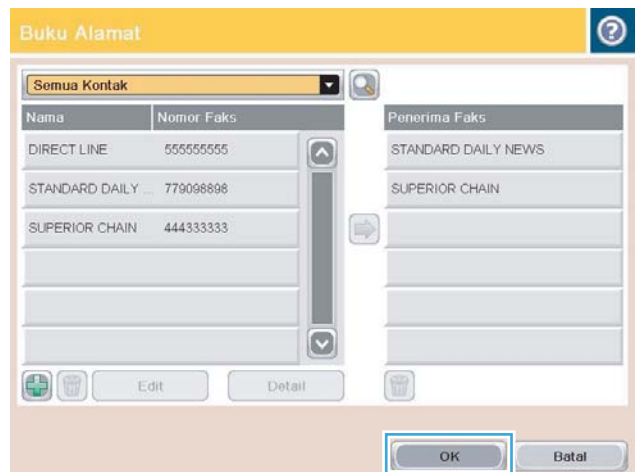 Buku Alamat
Semua Kontak
Nama Nomor Faks Penerima Faks
DIRECT LINE 555555555 STANDARD DAILY NEWS
STANDARD DAILY ... 779098898 SUPERIOR CHAIN
SUPERIOR CHAIN 444333333
Edit Detail
OK Batal